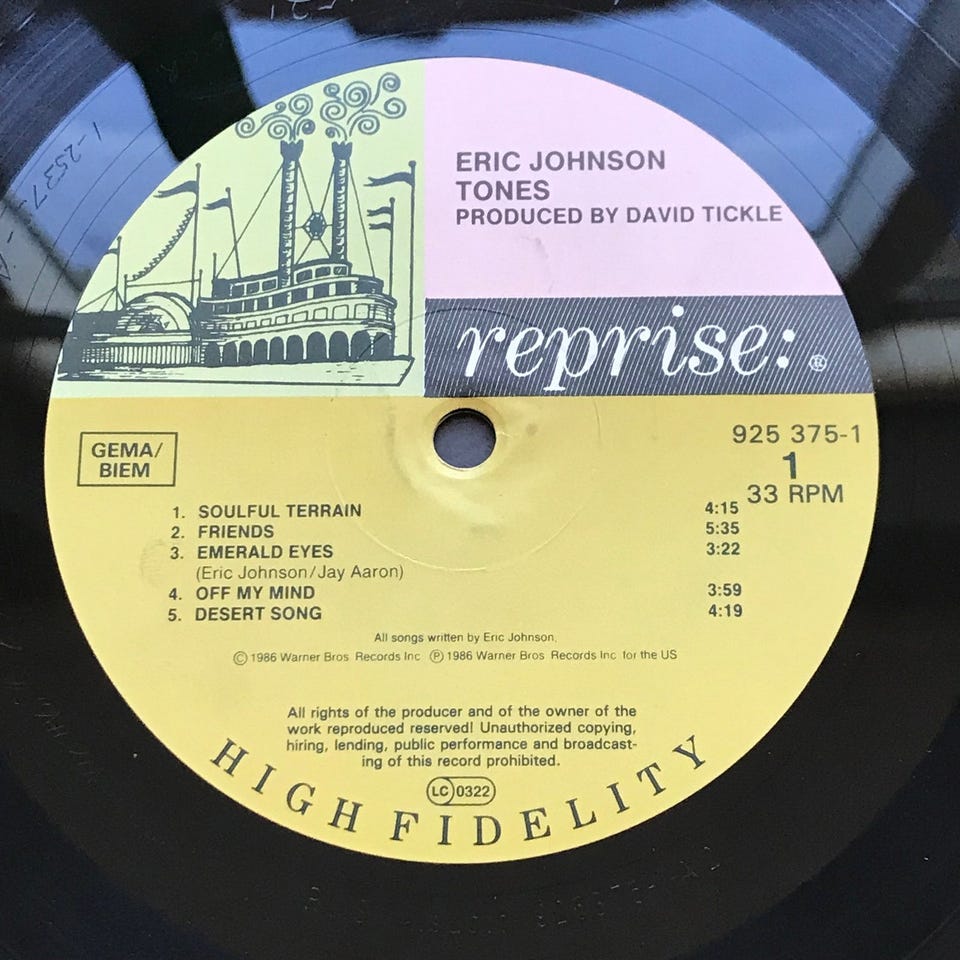 ERIC JOHNSON
TONES
PRODUCED BY DAVID TICKLE
reprise: ®
GEMA/
BIEM
925 375-1
1
33 RPM
1. SOULFUL TERRAIN 4:15
2. FRIENDS 5:35
3. EMERALD EYES 3:22
(Eric Johnson/Jay Aaron)
4. OFF MY MIND 3:59
5. DESERT SONG 4:19
All songs written by Eric Johnson.
© 1986 Warner Bros Records Inc ℗ 1986 Warner Bros Records Inc for the US
All rights of the producer and of the owner of the
work reproduced reserved! Unauthorized copying,
hiring, lending, public performance and broadcast-
ing of this record prohibited.
LC 0322
HIGH FIDELITY